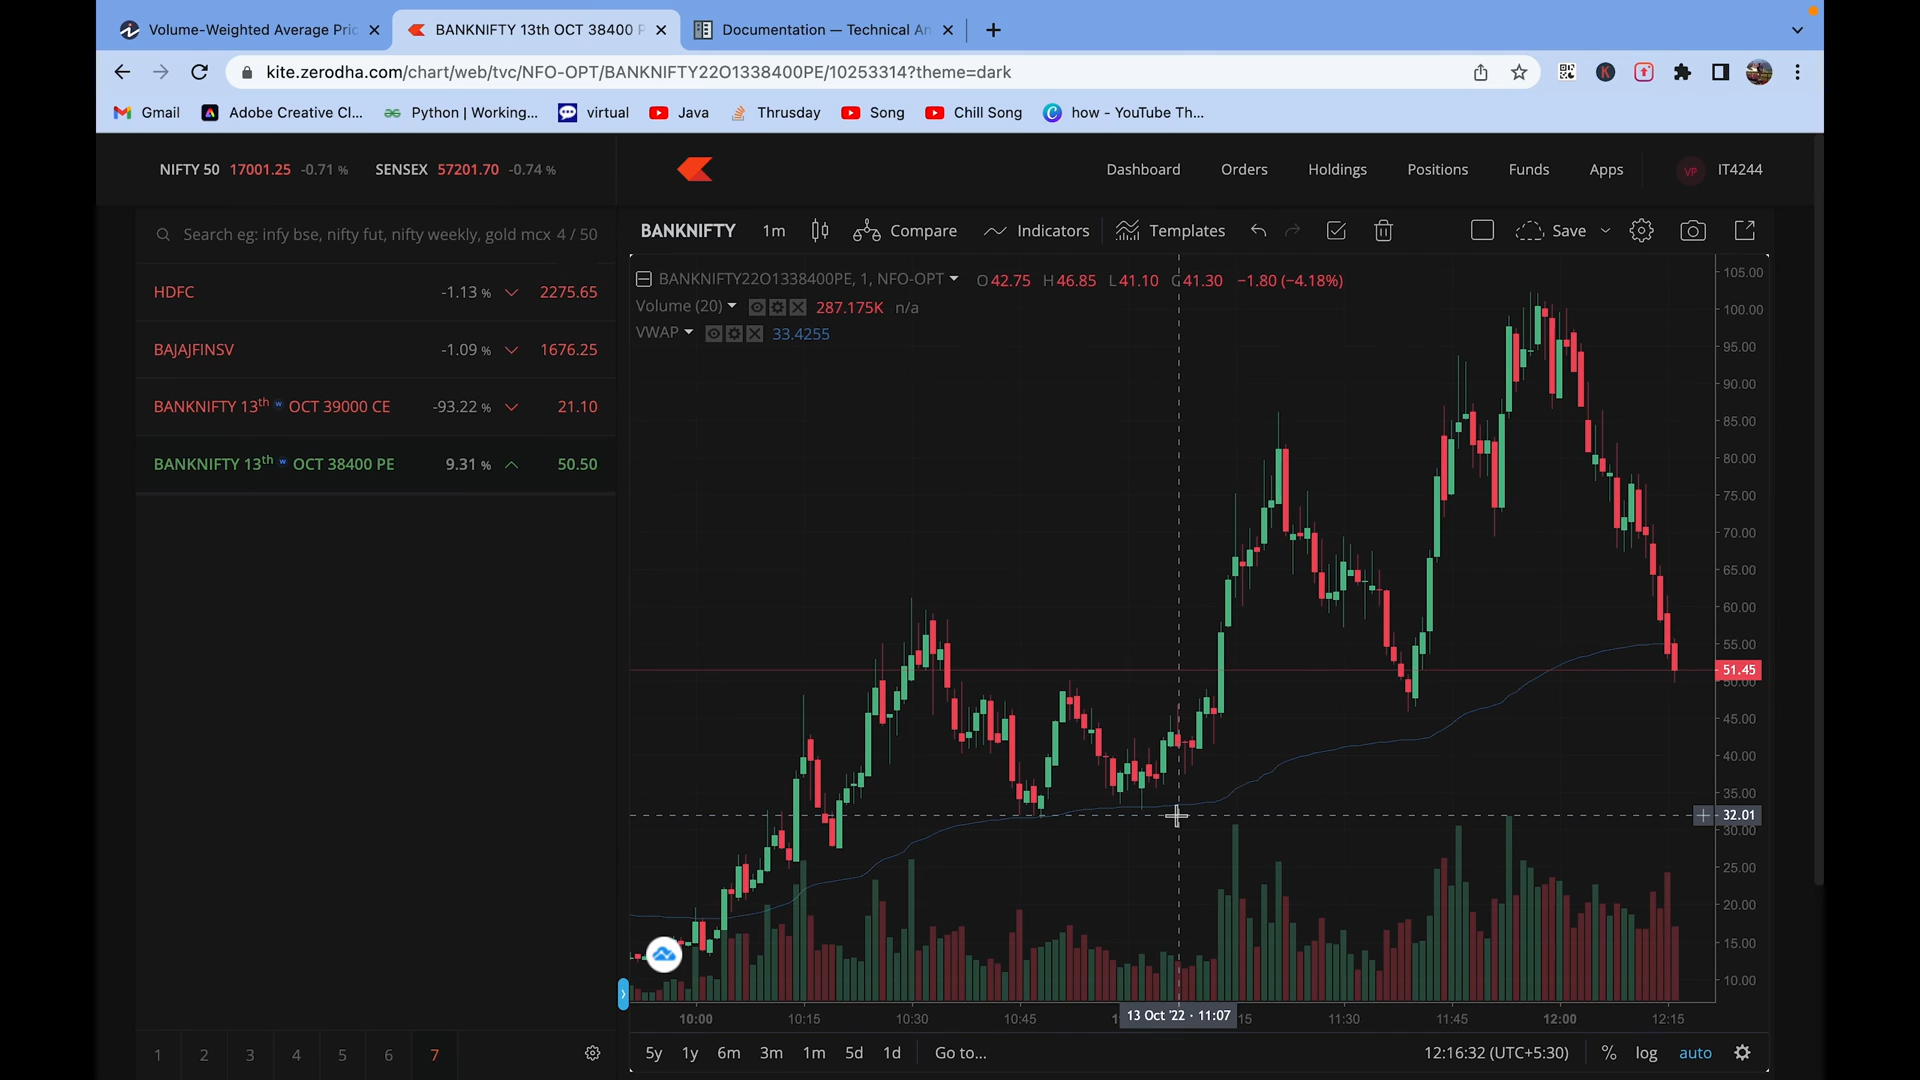 Volume-Weighted Average Pric
BANKNIFTY 13th OCT 38400 P
Documentation — Technical An
kite.zerodha.com/chart/web/tvc/NFO-OPT/BANKNIFTY22O1338400PE/10253314?theme=dark
Gmail
Adobe Creative Cl...
Python | Working...
virtual
Java
Thrusday
Song
Chill Song
how - YouTube Th...
NIFTY 50 17001.25 -0.71 %
SENSEX 57201.70 -0.74 %
Dashboard
Orders
Holdings
Positions
Funds
Apps
VP
IT4244
Search eg: infy bse, nifty fut, nifty weekly, gold mcx 4 / 50
HDFC -1.13 % 2275.65
BAJAJFINSV -1.09 % 1676.25
BANKNIFTY 13th w OCT 39000 CE -93.22 % 21.10
BANKNIFTY 13th w OCT 38400 PE 9.31 % 50.50
1 2 3 4 5 6 7
BANKNIFTY 1m Compare Indicators Templates Save
BANKNIFTY22O1338400PE, 1, NFO-OPT O 42.75 H 46.85 L 41.10 C 41.30 −1.80 (−4.18%)
Volume (20) 287.175K n/a
VWAP 33.4255
105.00
100.00
95.00
90.00
85.00
80.00
75.00
70.00
65.00
60.00
55.00
51.45
50.00
45.00
40.00
35.00
32.01
30.00
25.00
20.00
15.00
10.00
10:00 10:15 10:30 10:45 13 Oct '22 · 11:07 15 11:30 11:45 12:00 12:15
5y 1y 6m 3m 1m 5d 1d Go to... 12:16:32 (UTC+5:30) % log auto